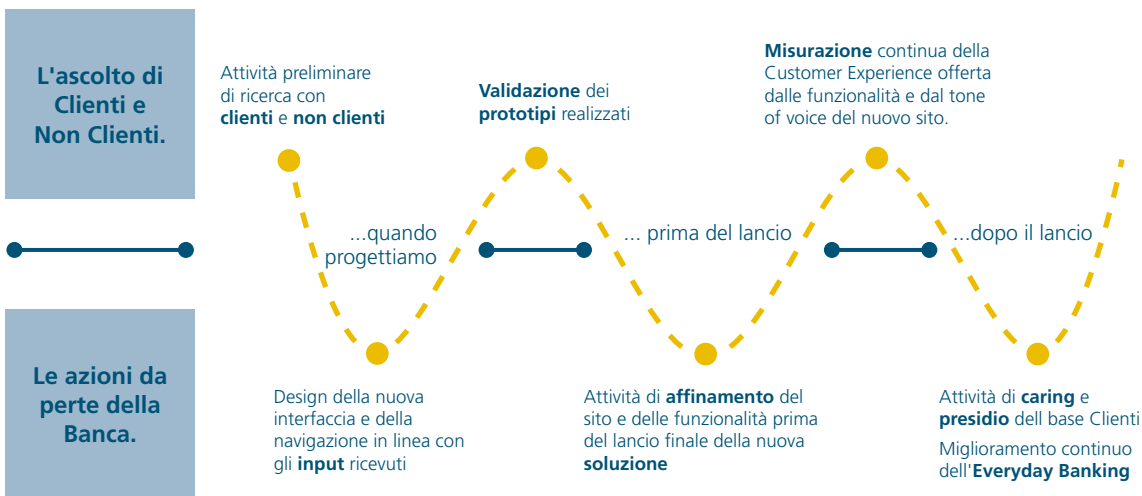 L'ascolto di
Clienti e
Non Clienti.
Attività preliminare
di ricerca con
clienti e non clienti
Validazione dei
prototipi realizzati
Misurazione continua della
Customer Experience offerta
dalle funzionalità e dal tone
of voice del nuovo sito.
...quando
progettiamo
... prima del lancio
...dopo il lancio
Le azioni da
perte della
Banca.
Design della nuova
interfaccia e della
navigazione in linea con
gli input ricevuti
Attività di affinamento del
sito e delle funzionalità prima
del lancio finale della nuova
soluzione
Attività di caring e
presidio dell base Clienti
Miglioramento continuo
dell'Everyday Banking